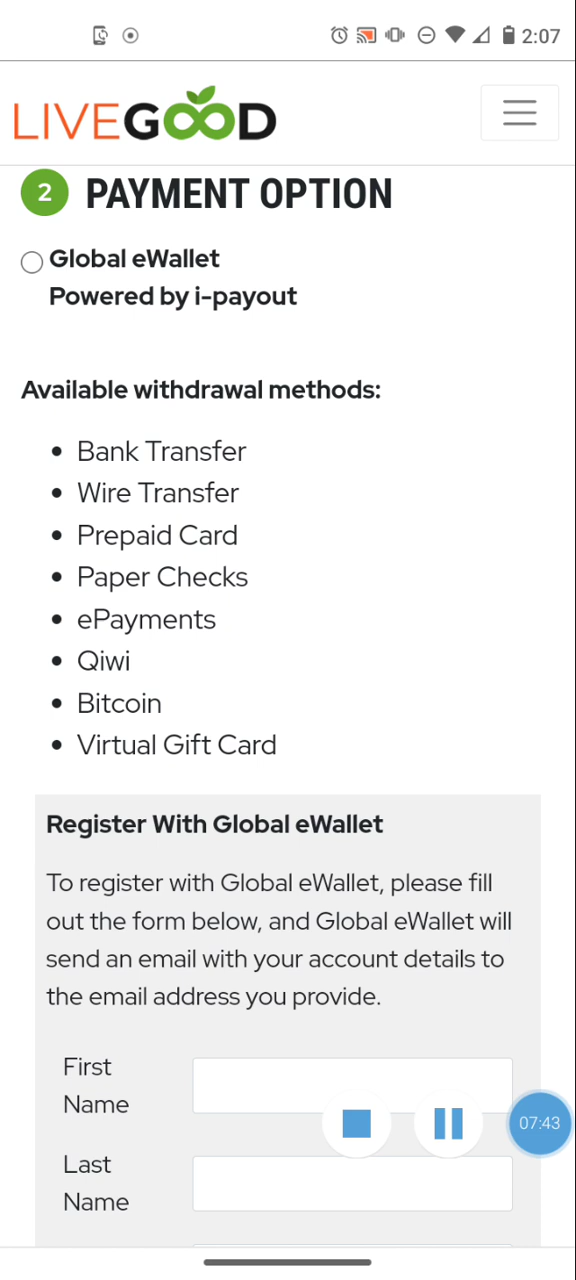 2:07
LIVEGOOD
2 PAYMENT OPTION
Global eWallet
Powered by i-payout
Available withdrawal methods:
• Bank Transfer
• Wire Transfer
• Prepaid Card
• Paper Checks
• ePayments
• Qiwi
• Bitcoin
• Virtual Gift Card
Register With Global eWallet
To register with Global eWallet, please fill
out the form below, and Global eWallet will
send an email with your account details to
the email address you provide.
First
Name
07:43
Last
Name